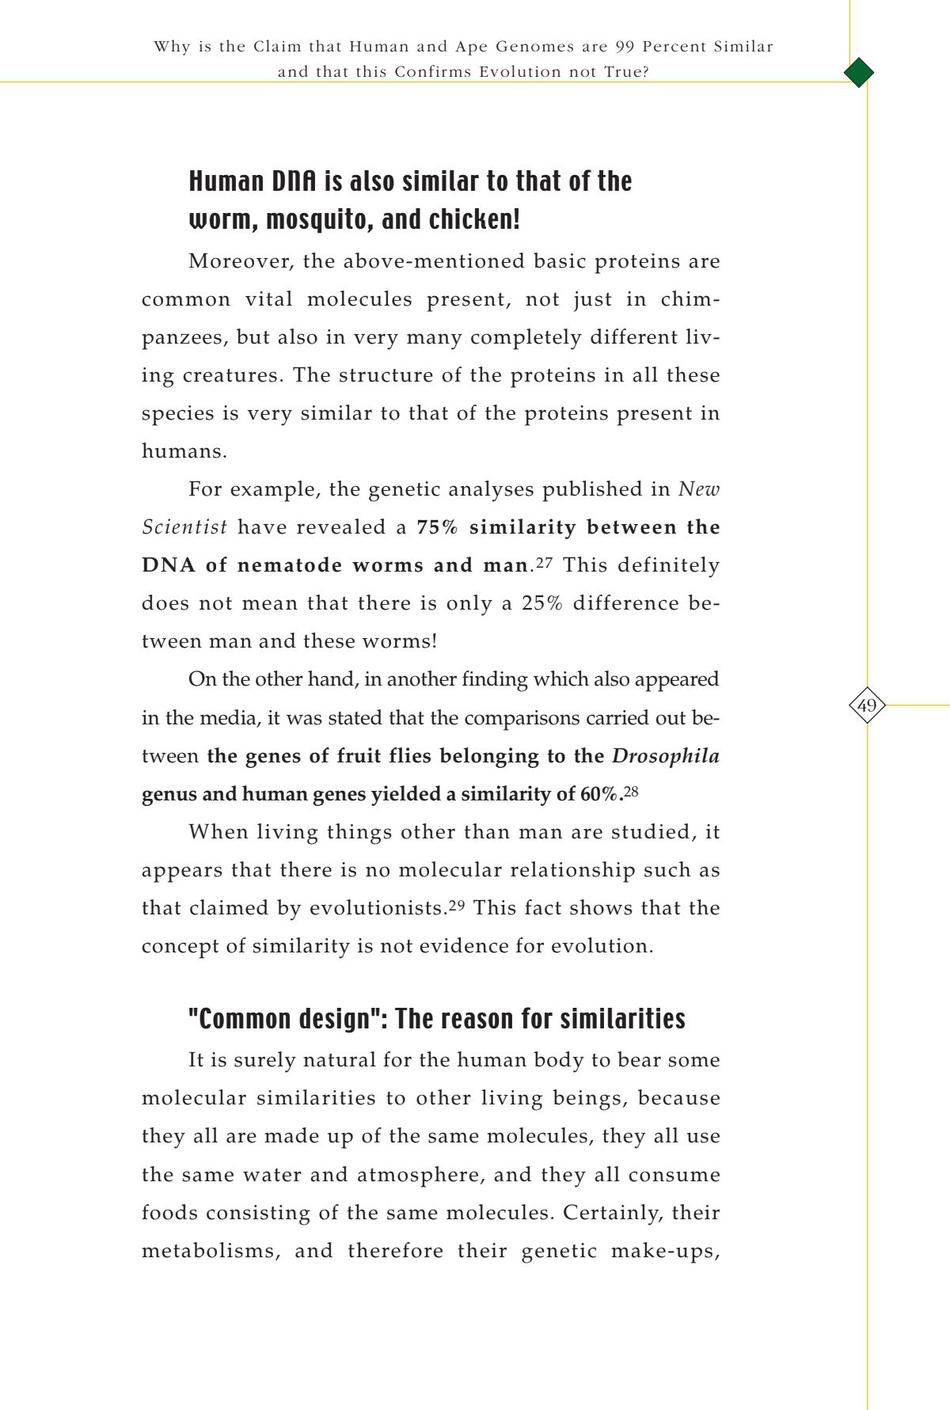 Why is the Claim that Human and Ape Genomes are 99 Percent Similar
and that this Confirms Evolution not True?
Human DNA is also similar to that of the
worm, mosquito, and chicken!
Moreover, the above-mentioned basic proteins are
common vital molecules present, not just in chim-
panzees, but also in very many completely different liv-
ing creatures. The structure of the proteins in all these
species is very similar to that of the proteins present in
humans.
For example, the genetic analyses published in New
Scientist have revealed a 75% similarity between the
DNA of nematode worms and man.27 This definitely
does not mean that there is only a 25% difference be-
tween man and these worms!
On the other hand, in another finding which also appeared
in the media, it was stated that the comparisons carried out be-
tween the genes of fruit flies belonging to the Drosophila
genus and human genes yielded a similarity of 60%.28
When living things other than man are studied, it
appears that there is no molecular relationship such as
that claimed by evolutionists.29 This fact shows that the
concept of similarity is not evidence for evolution.
"Common design": The reason for similarities
It is surely natural for the human body to bear some
molecular similarities to other living beings, because
they all are made up of the same molecules, they all use
the same water and atmosphere, and they all consume
foods consisting of the same molecules. Certainly, their
metabolisms, and therefore their genetic make-ups,
49